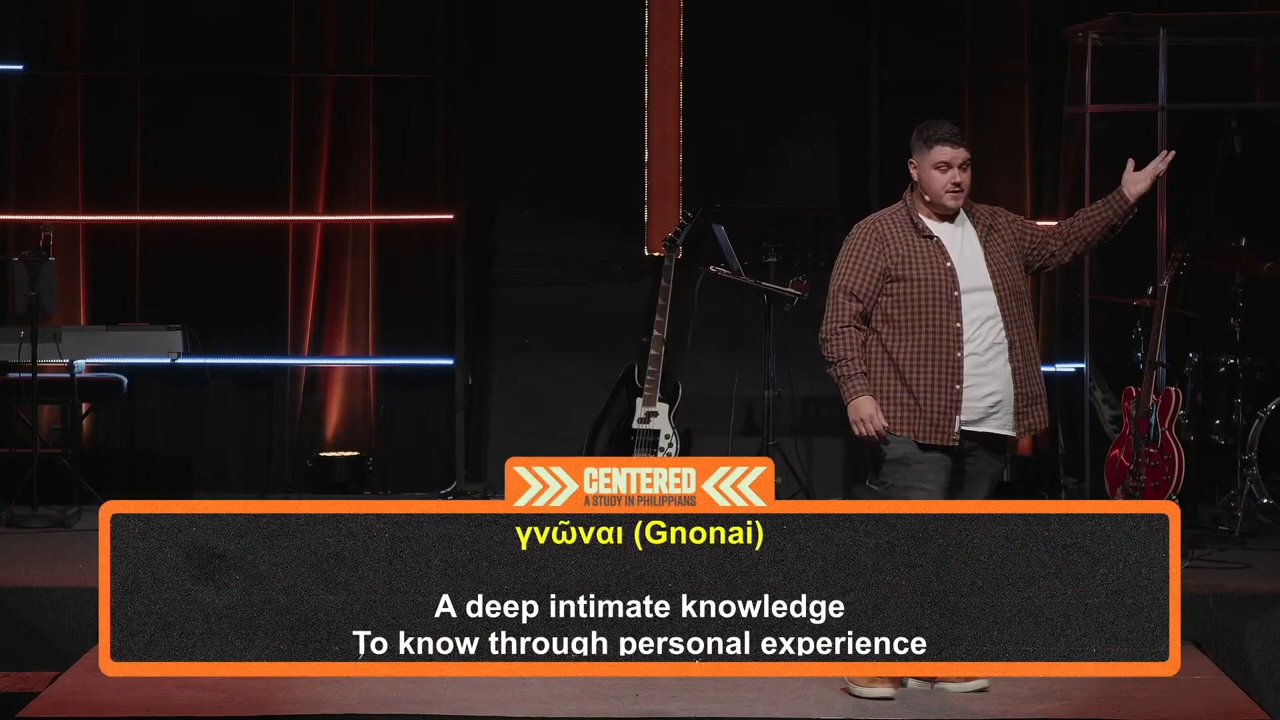 CENTERED
A STUDY IN PHILIPPIANS
γνῶναι (Gnonai)
A deep intimate knowledge
To know through personal experience